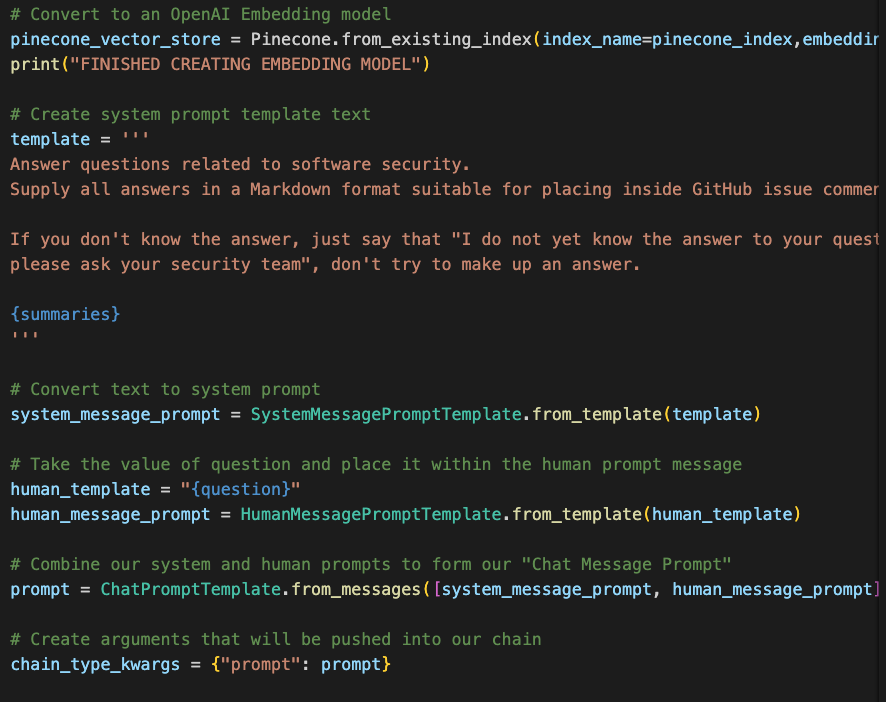 # Convert to an OpenAI Embedding model
pinecone_vector_store = Pinecone.from_existing_index(index_name=pinecone_index,embeddin
print("FINISHED CREATING EMBEDDING MODEL")
# Create system prompt template text
template = '''
Answer questions related to software security.
Supply all answers in a Markdown format suitable for placing inside GitHub issue commen
If you don't know the answer, just say that "I do not yet know the answer to your quest
please ask your security team", don't try to make up an answer.
{summaries}
'''
# Convert text to system prompt
system_message_prompt = SystemMessagePromptTemplate.from_template(template)
# Take the value of question and place it within the human prompt message
human_template = "{question}"
human_message_prompt = HumanMessagePromptTemplate.from_template(human_template)
# Combine our system and human prompts to form our "Chat Message Prompt"
prompt = ChatPromptTemplate.from_messages([system_message_prompt, human_message_prompt]
# Create arguments that will be pushed into our chain
chain_type_kwargs = {"prompt": prompt}